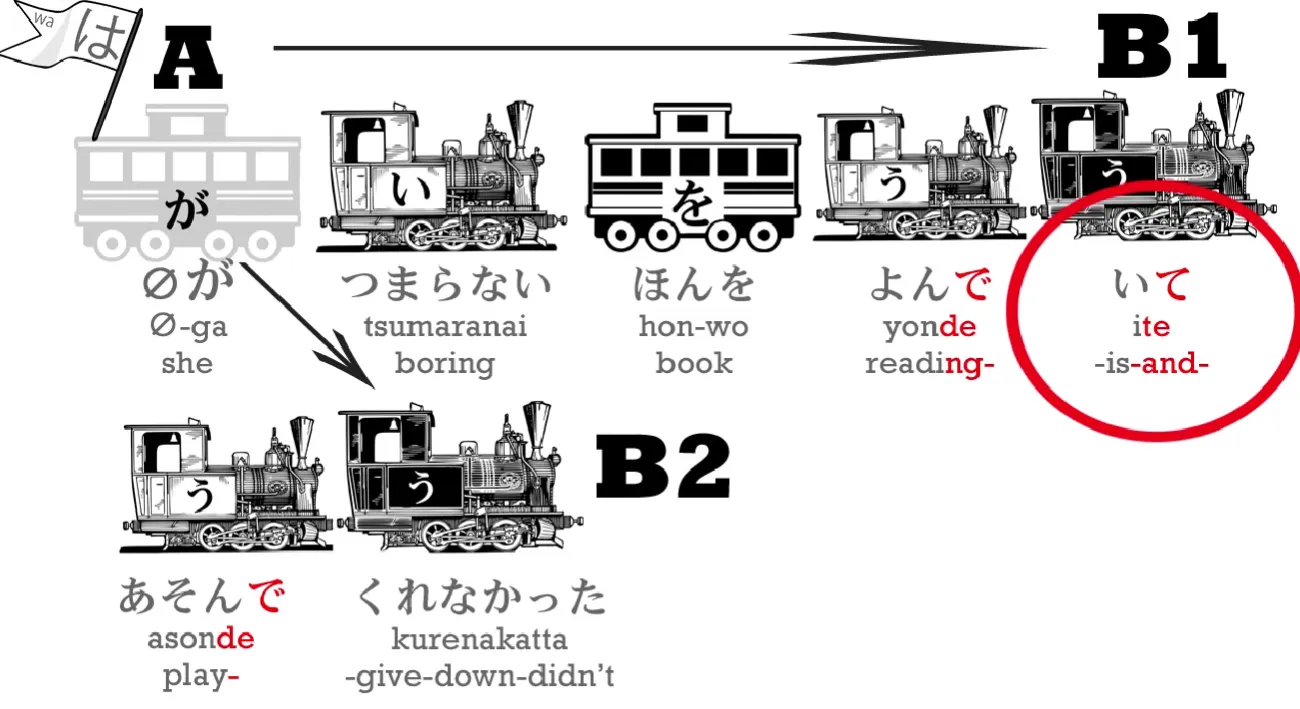 wa は
A B1
が い を う う
∅が つまらない ほんを よんで いて
∅-ga tsumaranai hon-wo yonde ite
she boring book reading- -is-and-
う う B2
あそんで くれなかった
asonde kurenakatta
play- -give-down-didn't